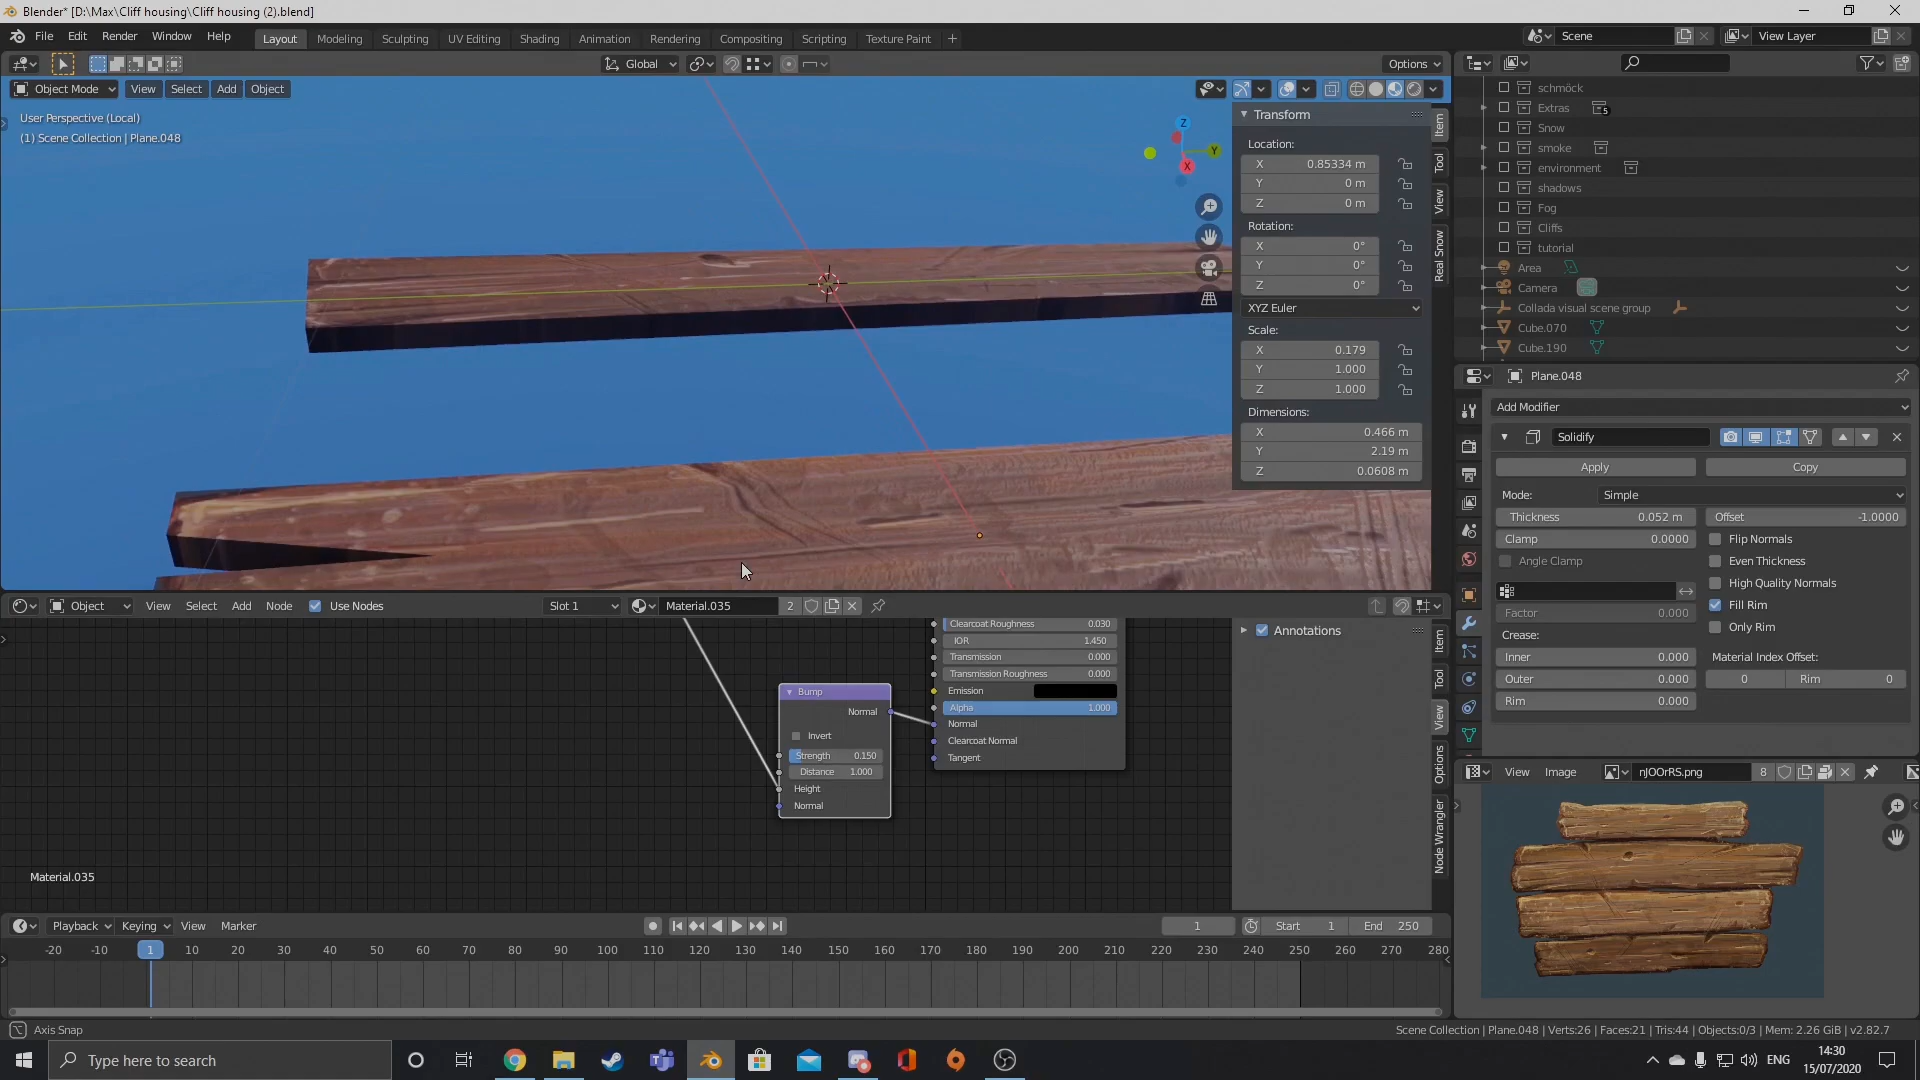 Blender* [D:\Max\Cliff housing\Cliff housing (2).blend]
File Edit Render Window Help Layout Modeling Sculpting UV Editing Shading Animation Rendering Compositing Scripting Texture Paint + Scene View Layer
Global Options
Object Mode View Select Add Object
User Perspective (Local)
(1) Scene Collection | Plane.048
Z
Y
X
Transform
Location:
X 0.85334 m
Y 0 m
Z 0 m
Rotation:
X 0°
Y 0°
Z 0°
XYZ Euler
Scale:
X 0.179
Y 1.000
Z 1.000
Dimensions:
X 0.466 m
Y 2.19 m
Z 0.0608 m
Item
Tool
View
Real Snow
schmöck
Extras 5
Snow
smoke
environment
shadows
Fog
Cliffs
tutorial
Area
Camera
Collada visual scene group
Cube.070
Cube.190
Plane.048
Add Modifier
Solidify
Apply Copy
Mode: Simple
Thickness 0.052 m Offset -1.0000
Clamp 0.0000 Flip Normals
Angle Clamp Even Thickness
High Quality Normals
Factor 0.000 Fill Rim
Crease: Only Rim
Inner 0.000 Material Index Offset:
Outer 0.000 0 Rim 0
Rim 0.000
Object View Select Add Node Use Nodes Slot 1 Material.035 2
Clearcoat Roughness 0.030
IOR 1.450
Transmission 0.000
Transmission Roughness 0.000
Emission
Alpha 1.000
Normal
Clearcoat Normal
Tangent
Bump
Normal
Invert
Strength 0.150
Distance 1.000
Height
Normal
Material.035
Annotations
Item
Tool
View
Options
Node Wrangler
View Image nJOOrRS.png 8
Playback Keying View Marker 1 Start 1 End 250
-20 -10 1 10 20 30 40 50 60 70 80 90 100 110 120 130 140 150 160 170 180 190 200 210 220 230 240 250 260 270 280
Axis Snap
Scene Collection | Plane.048 | Verts:26 | Faces:21 | Tris:44 | Objects:0/3 | Mem: 2.26 GiB | v2.82.7
Type here to search
ENG
14:30
15/07/2020